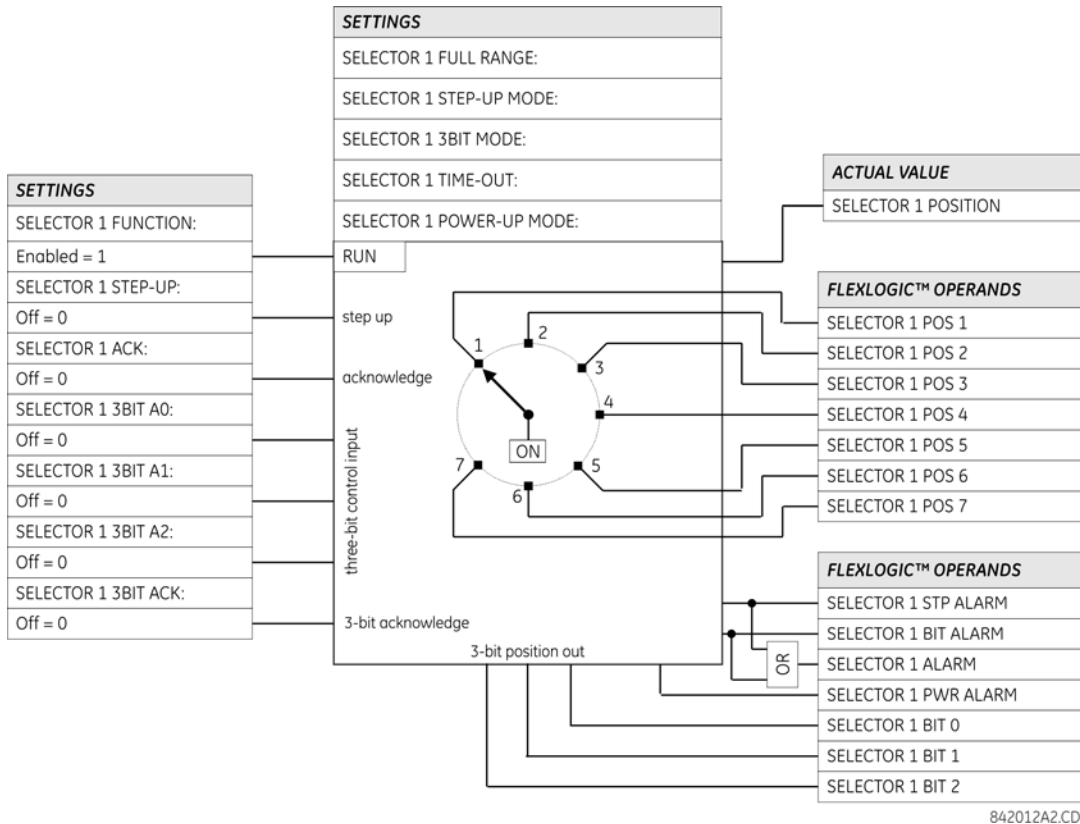 SETTINGS
SELECTOR 1 FULL RANGE:
SELECTOR 1 STEP-UP MODE:
SELECTOR 1 3BIT MODE:
SELECTOR 1 TIME-OUT:
SELECTOR 1 POWER-UP MODE:
SETTINGS
SELECTOR 1 FUNCTION:
Enabled = 1
SELECTOR 1 STEP-UP:
Off = 0
SELECTOR 1 ACK:
Off = 0
SELECTOR 1 3BIT A0:
Off = 0
SELECTOR 1 3BIT A1:
Off = 0
SELECTOR 1 3BIT A2:
Off = 0
SELECTOR 1 3BIT ACK:
Off = 0
RUN
step up
acknowledge
three-bit control input
3-bit acknowledge
3-bit position out
1
2
3
4
5
6
7
ON
ACTUAL VALUE
SELECTOR 1 POSITION
FLEXLOGIC™ OPERANDS
SELECTOR 1 POS 1
SELECTOR 1 POS 2
SELECTOR 1 POS 3
SELECTOR 1 POS 4
SELECTOR 1 POS 5
SELECTOR 1 POS 6
SELECTOR 1 POS 7
FLEXLOGIC™ OPERANDS
SELECTOR 1 STP ALARM
SELECTOR 1 BIT ALARM
OR
SELECTOR 1 ALARM
SELECTOR 1 PWR ALARM
SELECTOR 1 BIT 0
SELECTOR 1 BIT 1
SELECTOR 1 BIT 2
842012A2.CD